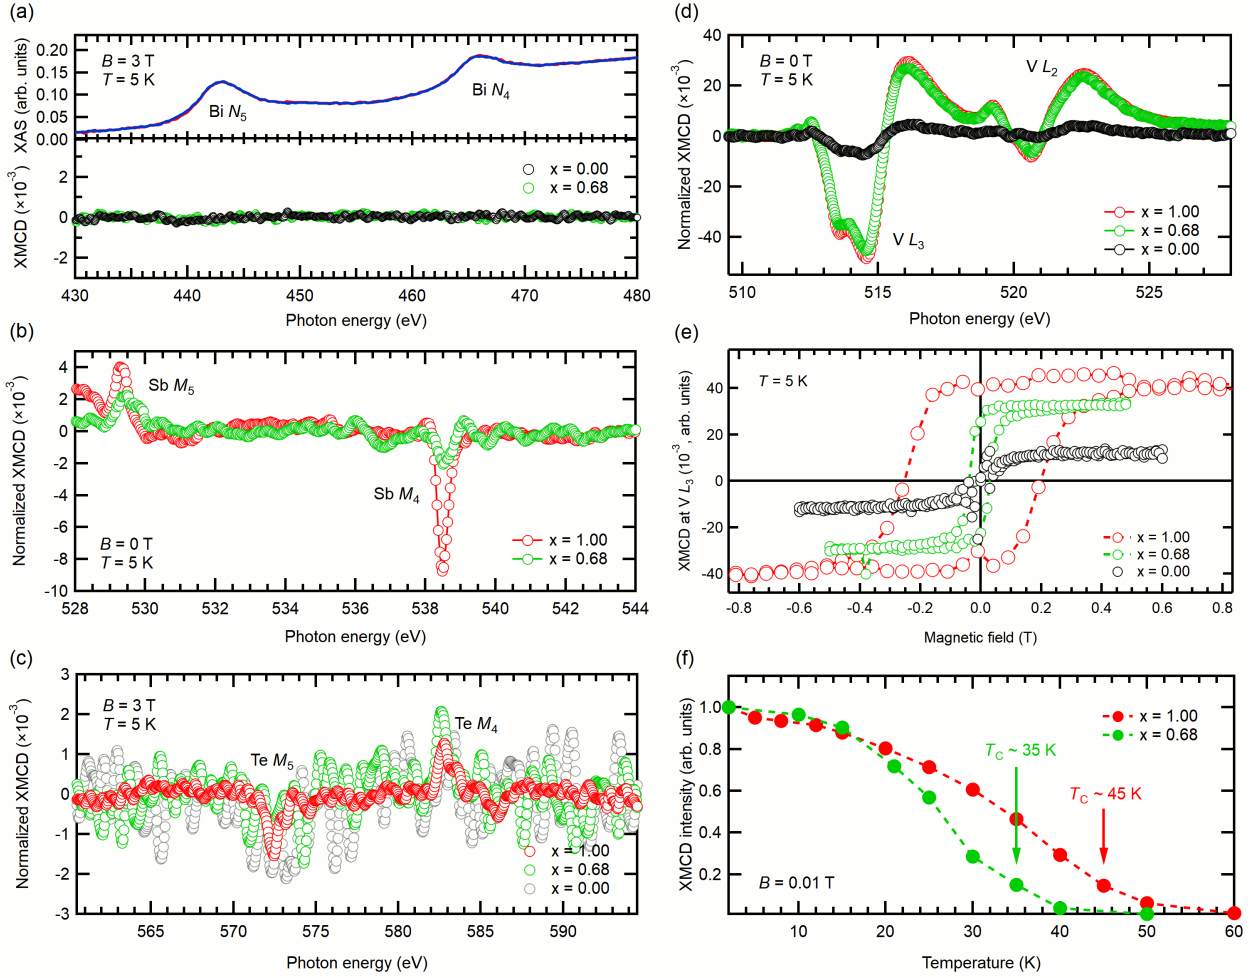 (a)
XAS (arb. units)
0.20
0.15
0.10
0.05
0.00
B = 3 T
T = 5 K
Bi N5
Bi N4
XMCD (×10⁻³)
0.00
2
0
-2
x = 0.00
x = 0.68
430
440
450
460
470
480
Photon energy (eV)
(b)
Normalized XMCD (×10⁻³)
4
2
0
-2
-4
-6
-8
-10
Sb M5
Sb M4
B = 0 T
T = 5 K
x = 1.00
x = 0.68
528
530
532
534
536
538
540
542
544
Photon energy (eV)
(c)
Normalized XMCD (×10⁻³)
3
2
1
0
-1
-2
-3
B = 3 T
T = 5 K
Te M5
Te M4
x = 1.00
x = 0.68
x = 0.00
565
570
575
580
585
590
Photon energy (eV)
(d)
Normalized XMCD (×10⁻³)
40
20
0
-20
-40
B = 0 T
T = 5 K
V L2
V L3
x = 1.00
x = 0.68
x = 0.00
510
515
520
525
Photon energy (eV)
(e)
XMCD at V L3 (10⁻³, arb. units)
40
20
0
-20
-40
T = 5 K
x = 1.00
x = 0.68
x = 0.00
-0.8
-0.6
-0.4
-0.2
0.0
0.2
0.4
0.6
0.8
Magnetic field (T)
(f)
XMCD intensity (arb. units)
1.0
0.8
0.6
0.4
0.2
x = 1.00
x = 0.68
TC ~ 35 K
TC ~ 45 K
B = 0.01 T
10
20
30
40
50
60
Temperature (K)